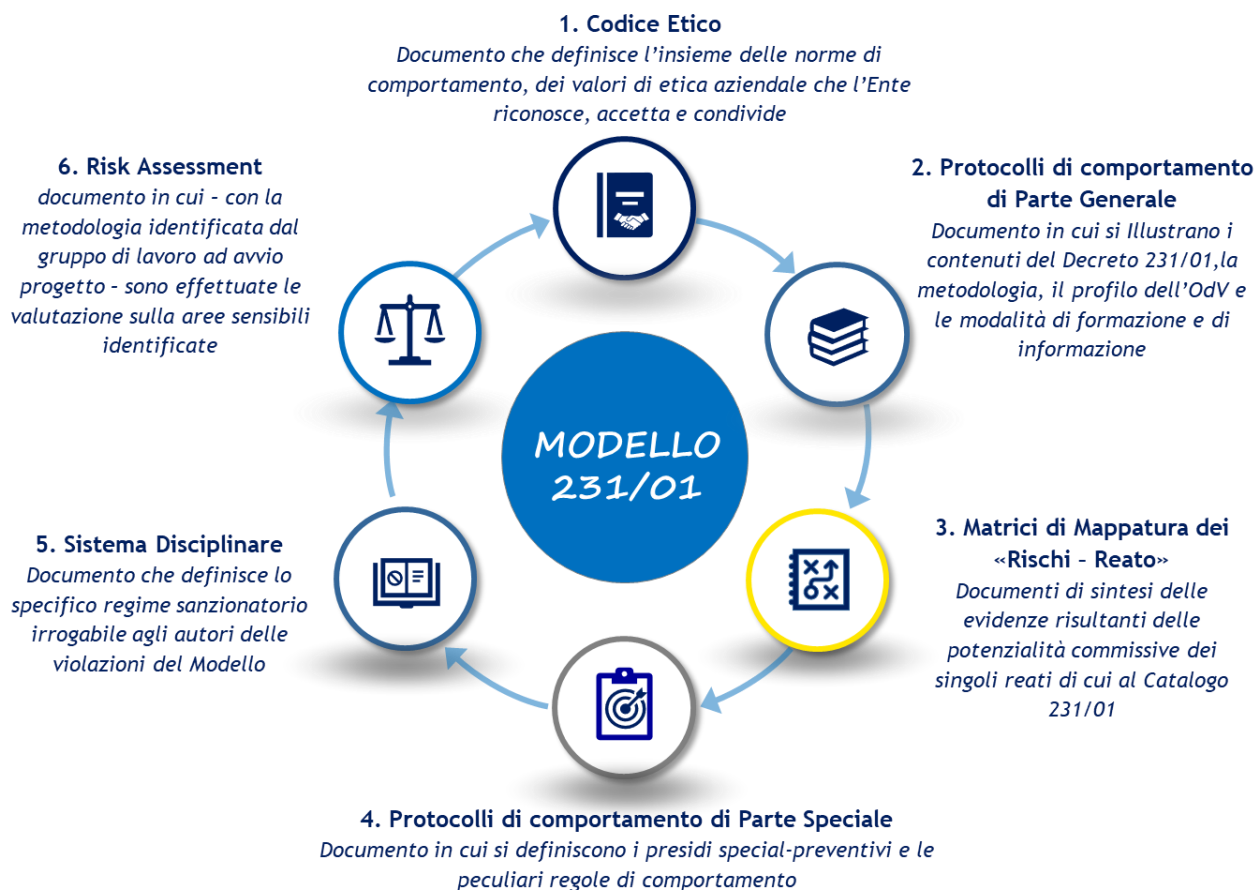 1. Codice Etico
Documento che definisce l'insieme delle norme di
comportamento, dei valori di etica aziendale che l'Ente
riconosce, accetta e condivide
2. Protocolli di comportamento
di Parte Generale
Documento in cui si Illustrano i
contenuti del Decreto 231/01,la
metodologia, il profilo dell'OdV e
le modalità di formazione e di
informazione
3. Matrici di Mappatura dei
«Rischi - Reato»
Documenti di sintesi delle
evidenze risultanti delle
potenzialità commissive dei
singoli reati di cui al Catalogo
231/01
4. Protocolli di comportamento di Parte Speciale
Documento in cui si definiscono i presidi special-preventivi e le
peculiari regole di comportamento
5. Sistema Disciplinare
Documento che definisce lo
specifico regime sanzionatorio
irrogabile agli autori delle
violazioni del Modello
6. Risk Assessment
documento in cui - con la
metodologia identificata dal
gruppo di lavoro ad avvio
progetto - sono effettuate le
valutazione sulla aree sensibili
identificate
MODELLO
231/01